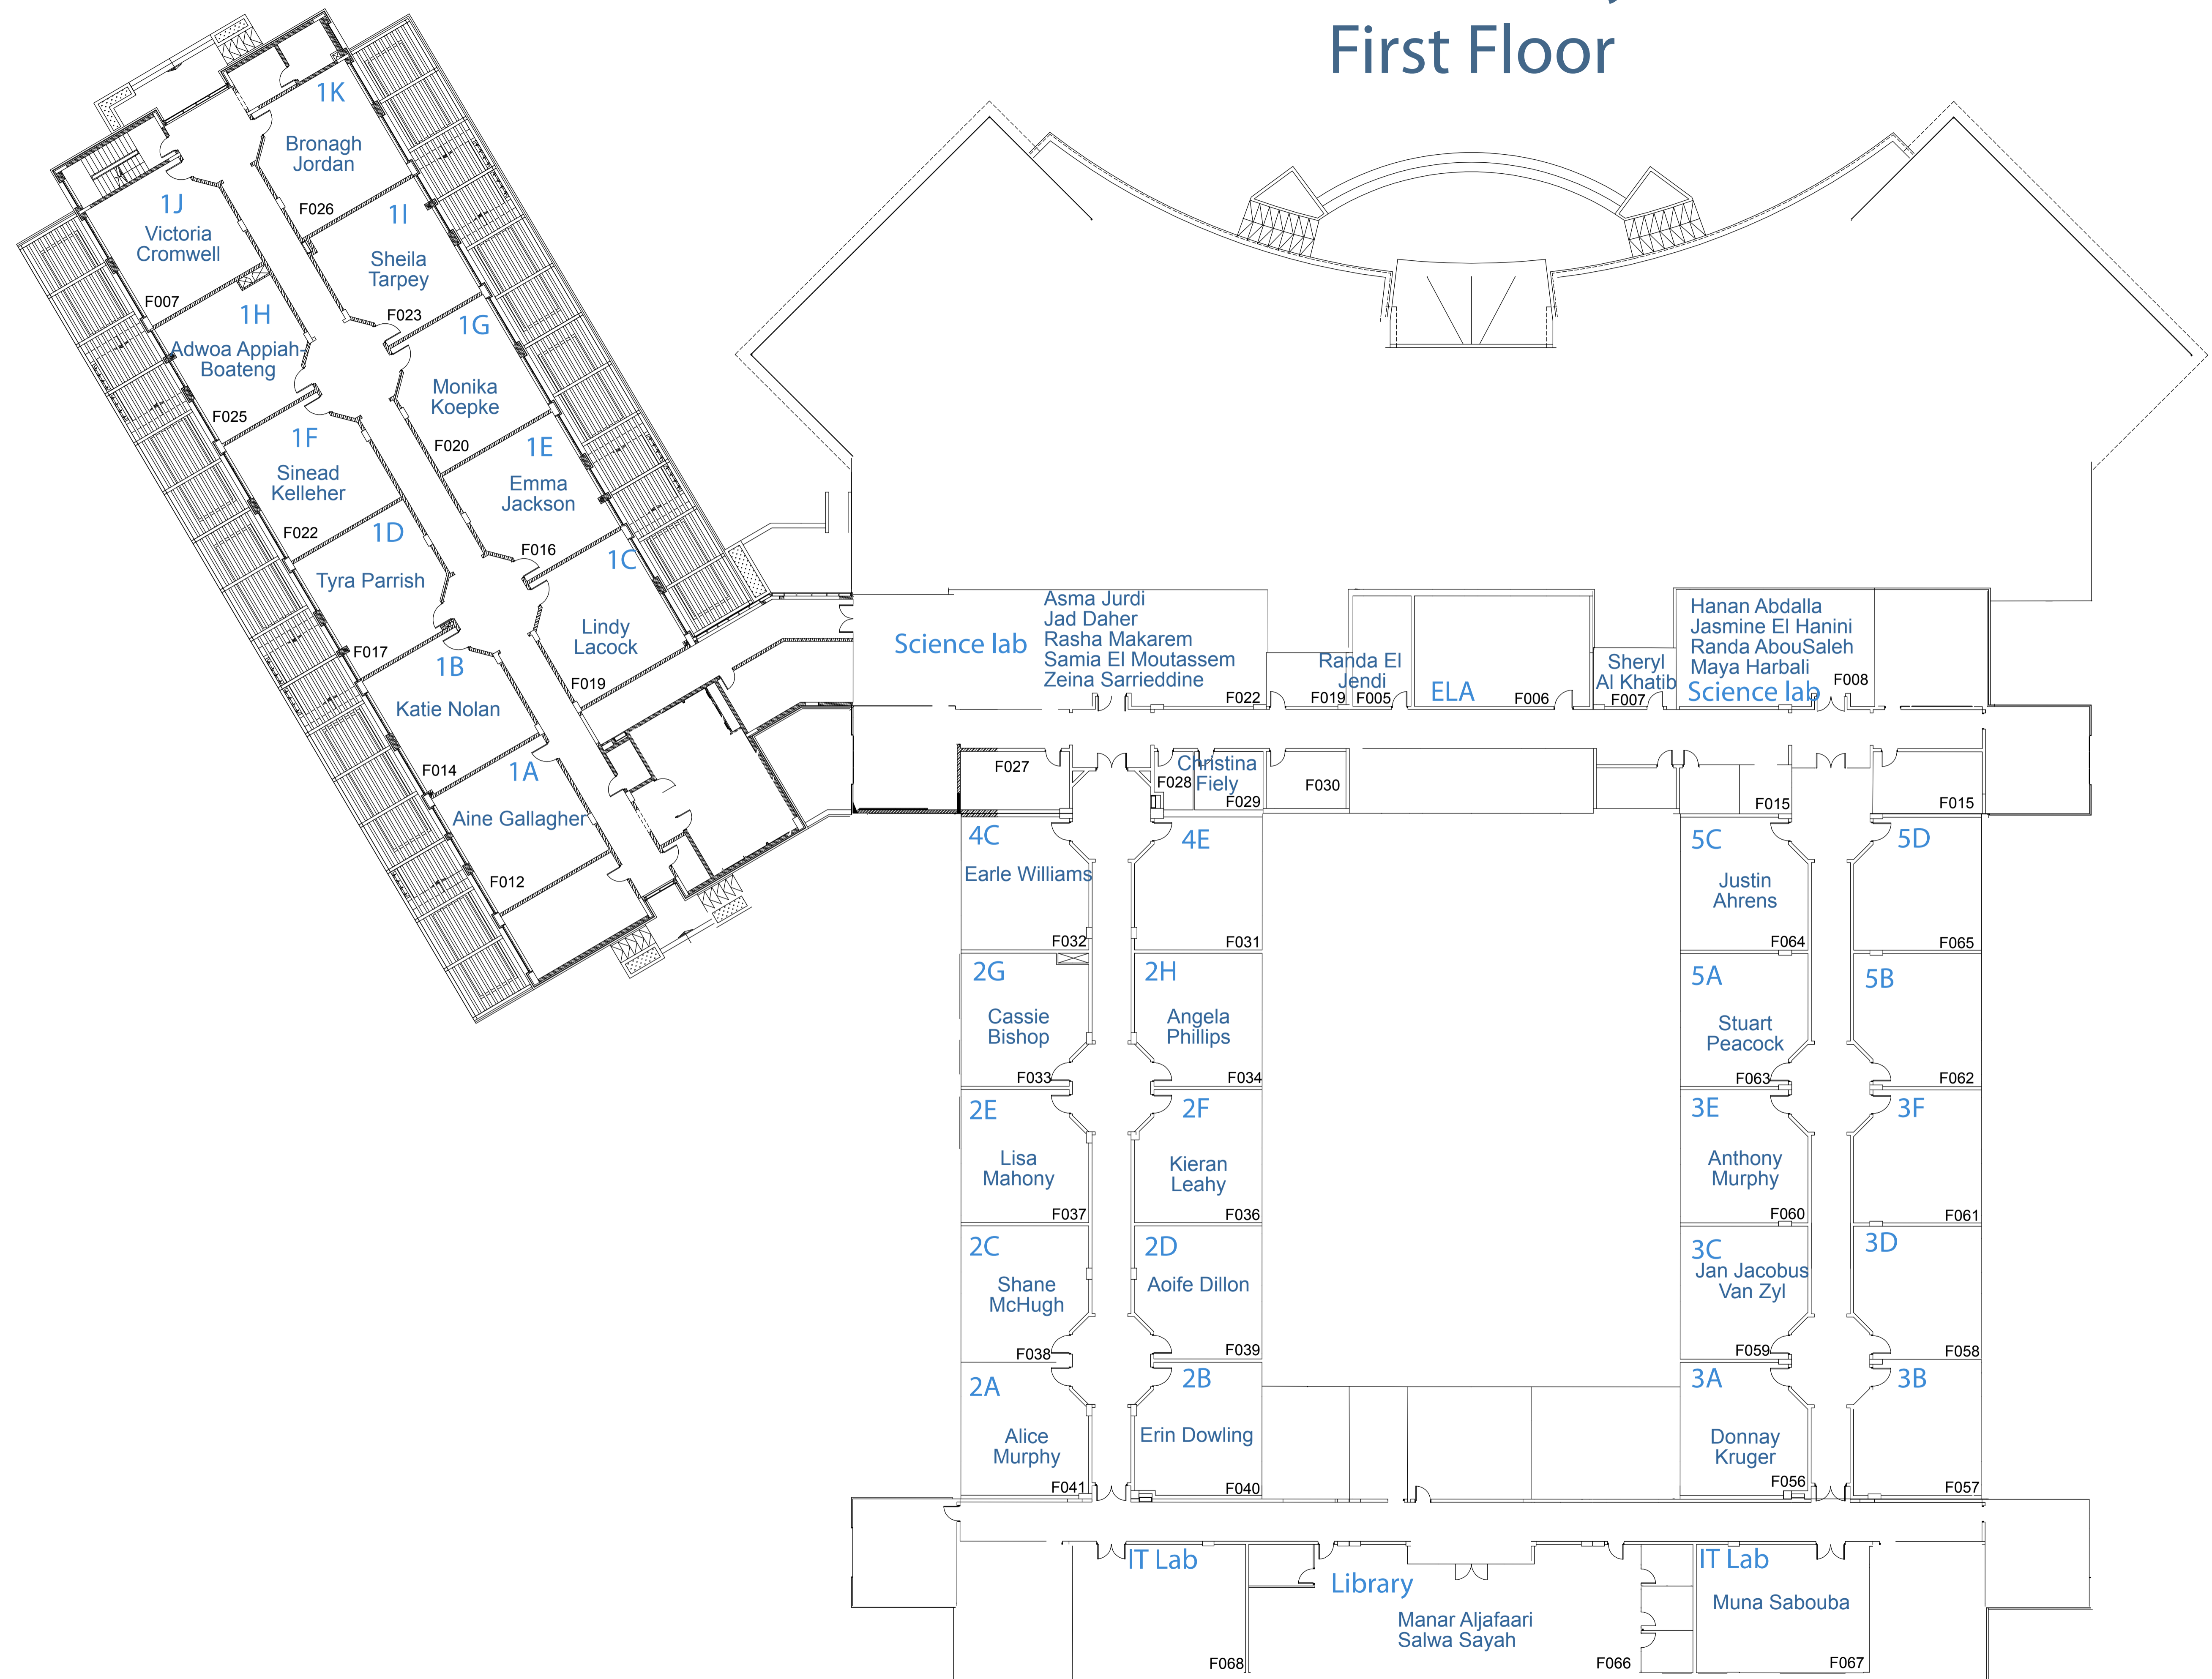 First Floor
1K
Bronagh
Jordan
F026
1J
Victoria
Cromwell
F007
1I
Sheila
Tarpey
F023
1H
Adwoa Appiah-
Boateng
F025
1G
Monika
Koepke
F020
1F
Sinead
Kelleher
F022
1E
Emma
Jackson
F016
1D
Tyra Parrish
F017
1C
Lindy
Lacock
F019
1B
Katie Nolan
F014
1A
Aine Gallagher
F012
Science lab
Asma Jurdi
Jad Daher
Rasha Makarem
Samia El Moutassem
Zeina Sarrieddine
F022
F019
Randa El
Jendi
F005
ELA
F006
Sheryl
Al Khatib
F007
Hanan Abdalla
Jasmine El Hanini
Randa AbouSaleh
Maya Harbali
Science lab
F008
F027
F028
Christina
Fiely
F029
F030
F015
F015
4C
Earle Williams
F032
4E
F031
5C
Justin
Ahrens
F064
5D
F065
2G
Cassie
Bishop
F033
2H
Angela
Phillips
F034
5A
Stuart
Peacock
F063
5B
F062
2E
Lisa
Mahony
F037
2F
Kieran
Leahy
F036
3E
Anthony
Murphy
F060
3F
F061
2C
Shane
McHugh
F038
2D
Aoife Dillon
F039
3C
Jan Jacobus
Van Zyl
F059
3D
F058
2A
Alice
Murphy
F041
2B
Erin Dowling
F040
3A
Donnay
Kruger
F056
3B
F057
IT Lab
F068
Library
Manar Aljafaari
Salwa Sayah
F066
IT Lab
Muna Sabouba
F067